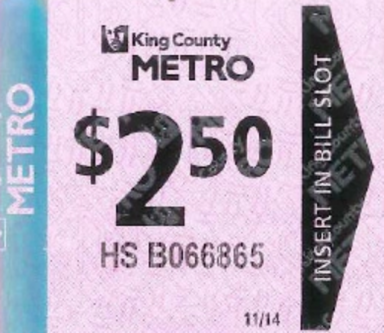 King County
METRO
$2.50
HS B066865
11/14
INSERT IN BILL SLOT
METRO